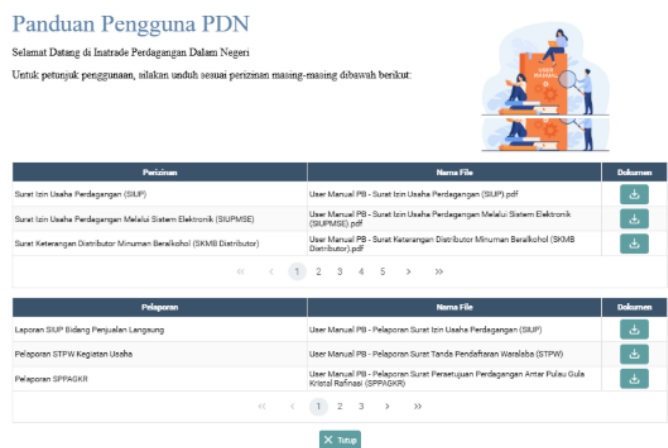 Panduan Pengguna PDN
Selamat Datang di Inatrade Perdagangan Dalam Negeri
Untuk petunjuk penggunaan, silakan unduh sesuai perizinan masing-masing dibawah berikut:
USER
MANUAL
Perizinan Nama File Dokumen
Surat Izin Usaha Perdagangan (SIUP) User Manual PB - Surat Izin Usaha Perdagangan (SIUP).pdf
Surat Izin Usaha Perdagangan Melalui Sistem Elektronik (SIUPMSE) User Manual PB - Surat Izin Usaha Perdagangan Melalui Sistem Elektronik
(SIUPMSE).pdf
Surat Keterangan Distributor Minuman Beralkohol (SKMB Distributor) User Manual PB - Surat Keterangan Distributor Minuman Beralkohol (SKMB
Distributor).pdf
1 2 3 4 5
Pelaporan Nama File Dokumen
Laporan SIUP Bidang Penjualan Langsung User Manual PB - Pelaporan Surat Izin Usaha Perdagangan (SIUP)
Pelaporan STPW Kegiatan Usaha User Manual PB - Pelaporan Surat Tanda Pendaftaran Waralaba (STPW)
Pelaporan SPPAGKR User Manual PB - Pelaporan Surat Persetujuan Perdagangan Antar Pulau Gula
Kristal Rafinasi (SPPAGKR)
1 2 3
Tutup